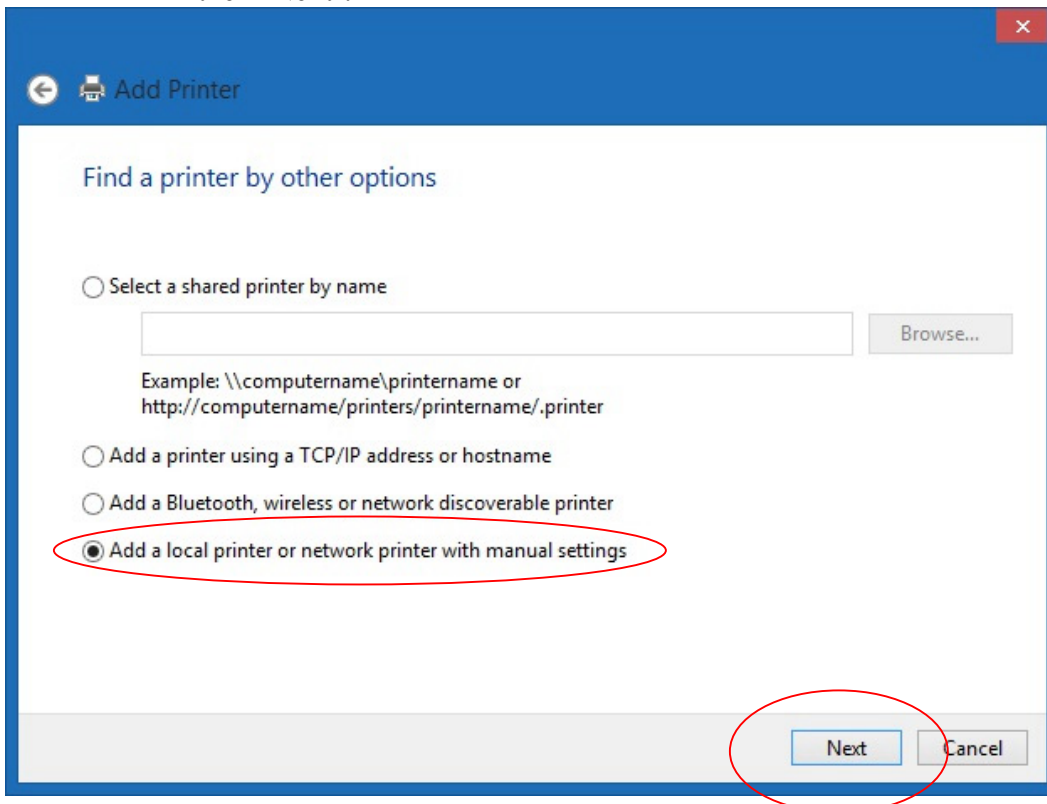 Add Printer
Find a printer by other options
Select a shared printer by name
Browse...
Example: \\computername\printername or
http://computername/printers/printername/.printer
Add a printer using a TCP/IP address or hostname
Add a Bluetooth, wireless or network discoverable printer
Add a local printer or network printer with manual settings
Next Cancel